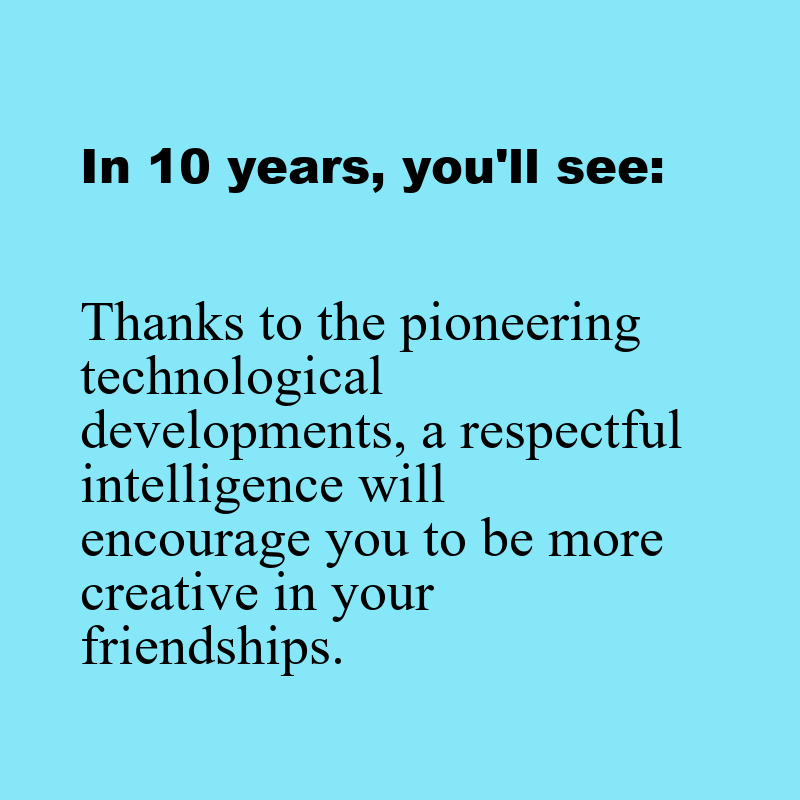 In 10 years, you'll see:
Thanks to the pioneering
technological
developments, a respectful
intelligence will
encourage you to be more
creative in your
friendships.